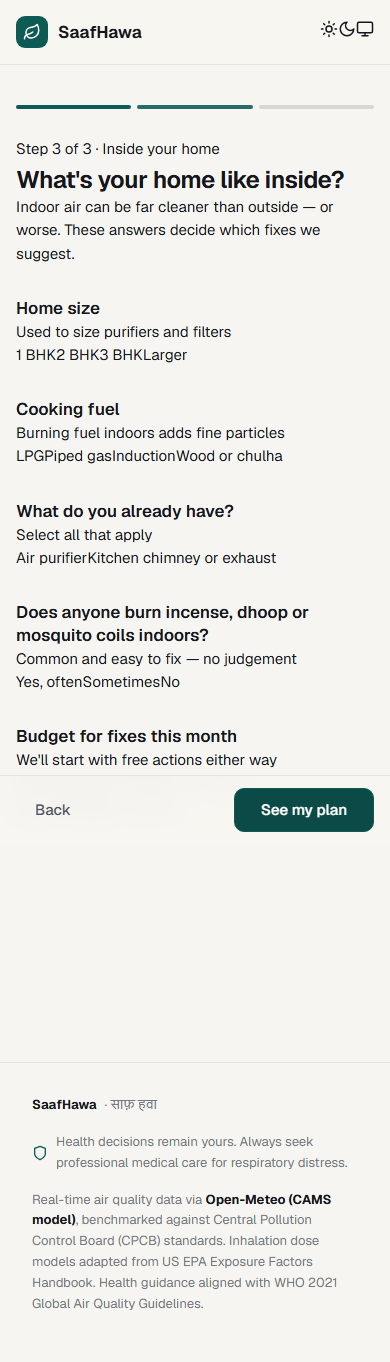 SaafHawa
Step 3 of 3 · Inside your home
What's your home like inside?
Indoor air can be far cleaner than outside — or
worse. These answers decide which fixes we
suggest.
Home size
Used to size purifiers and filters
1 BHK2 BHK3 BHKLarger
Cooking fuel
Burning fuel indoors adds fine particles
LPGPiped gasInductionWood or chulha
What do you already have?
Select all that apply
Air purifierKitchen chimney or exhaust
Does anyone burn incense, dhoop or
mosquito coils indoors?
Common and easy to fix — no judgement
Yes, oftenSometimesNo
Budget for fixes this month
We'll start with free actions either way
Back
See my plan
SaafHawa · साफ़ हवा
Health decisions remain yours. Always seek
professional medical care for respiratory distress.
Real-time air quality data via Open-Meteo (CAMS
model), benchmarked against Central Pollution
Control Board (CPCB) standards. Inhalation dose
models adapted from US EPA Exposure Factors
Handbook. Health guidance aligned with WHO 2021
Global Air Quality Guidelines.